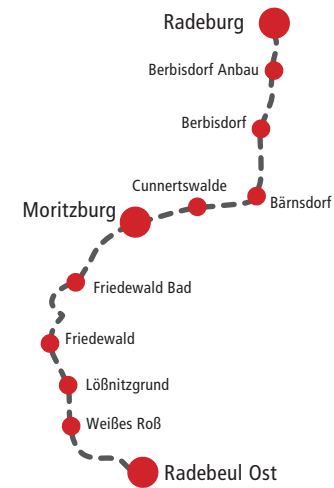 Radeburg
Berbisdorf Anbau
Berbisdorf
Cunnertswalde
Bärnsdorf
Moritzburg
Friedewald Bad
Friedewald
Lößnitzgrund
Weißes Roß
Radebeul Ost